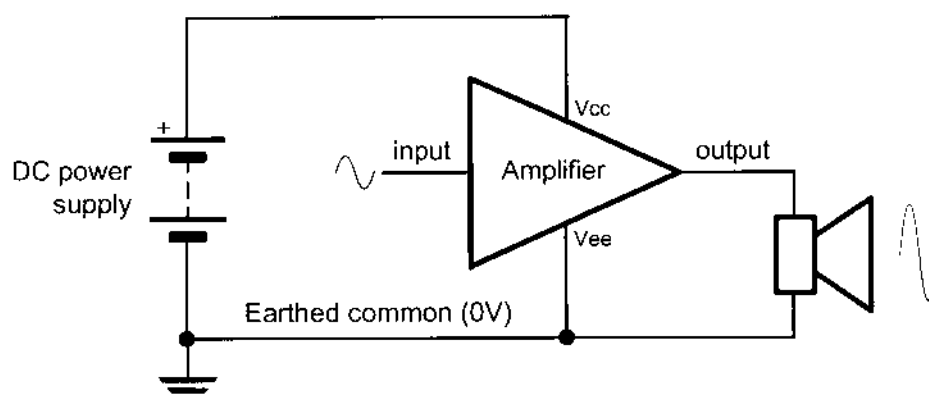 Vcc
+
DC power
supply
input
Amplifier
output
Vee
Earthed common (0V)